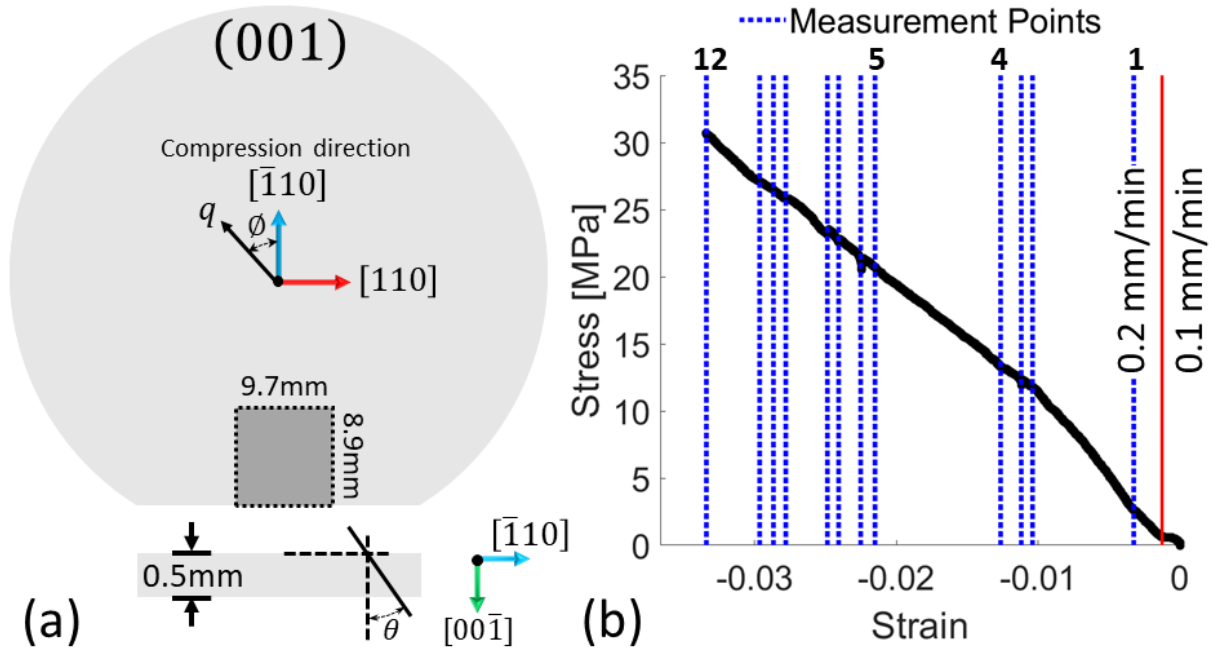 (001)
Compression direction
[1̅10]
q
Ø
[110]
9.7mm
8.9mm
0.5mm
θ
[1̅10]
[001̅]
(a)
Measurement Points
12
5
4
1
35
30
25
20
15
10
5
0
Stress [MPa]
0.2 mm/min
0.1 mm/min
-0.03
-0.02
-0.01
0
Strain
(b)